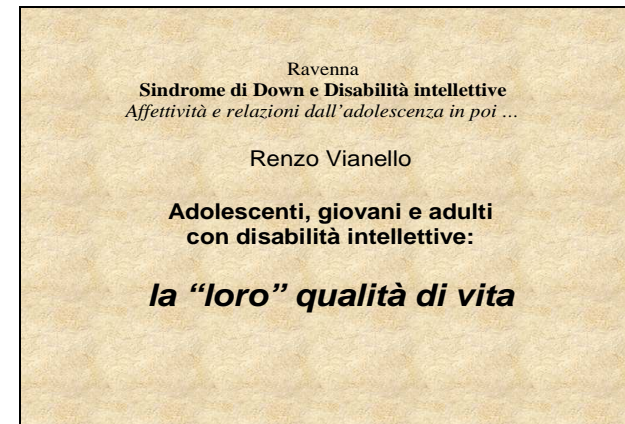 Ravenna
Sindrome di Down e Disabilità intellettive
Affettività e relazioni dall’adolescenza in poi …
Renzo Vianello
Adolescenti, giovani e adulti
con disabilità intellettive:
la “loro” qualità di vita